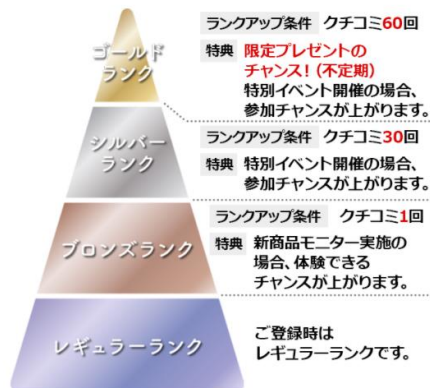 ゴールド
ランク
ランクアップ条件 クチコミ60回
特典 限定プレゼントの
チャンス！（不定期）
特別イベント開催の場合、
参加チャンスが上がります。
シルバー
ランク
ランクアップ条件 クチコミ30回
特典 特別イベント開催の場合、
参加チャンスが上がります。
ブロンズランク
ランクアップ条件 クチコミ1回
特典 新商品モニター実施の
場合、体験できる
チャンスが上がります。
レギュラーランク
ご登録時は
レギュラーランクです。